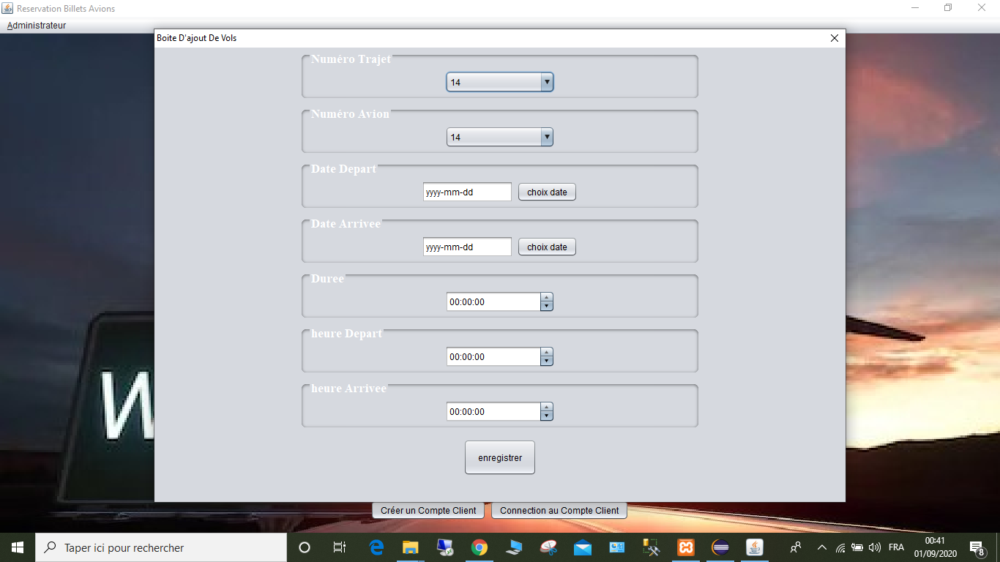 Reservation Billets Avions
Administrateur
Boite D'ajout De Vols
Numéro Trajet
14
Numéro Avion
14
Date Depart
yyyy-mm-dd choix date
Date Arrivee
yyyy-mm-dd choix date
Duree
00:00:00
heure Depart
00:00:00
heure Arrivee
00:00:00
W
enregistrer
Créer un Compte Client Connection au Compte Client
Taper ici pour rechercher
FRA
00:41
01/09/2020
8